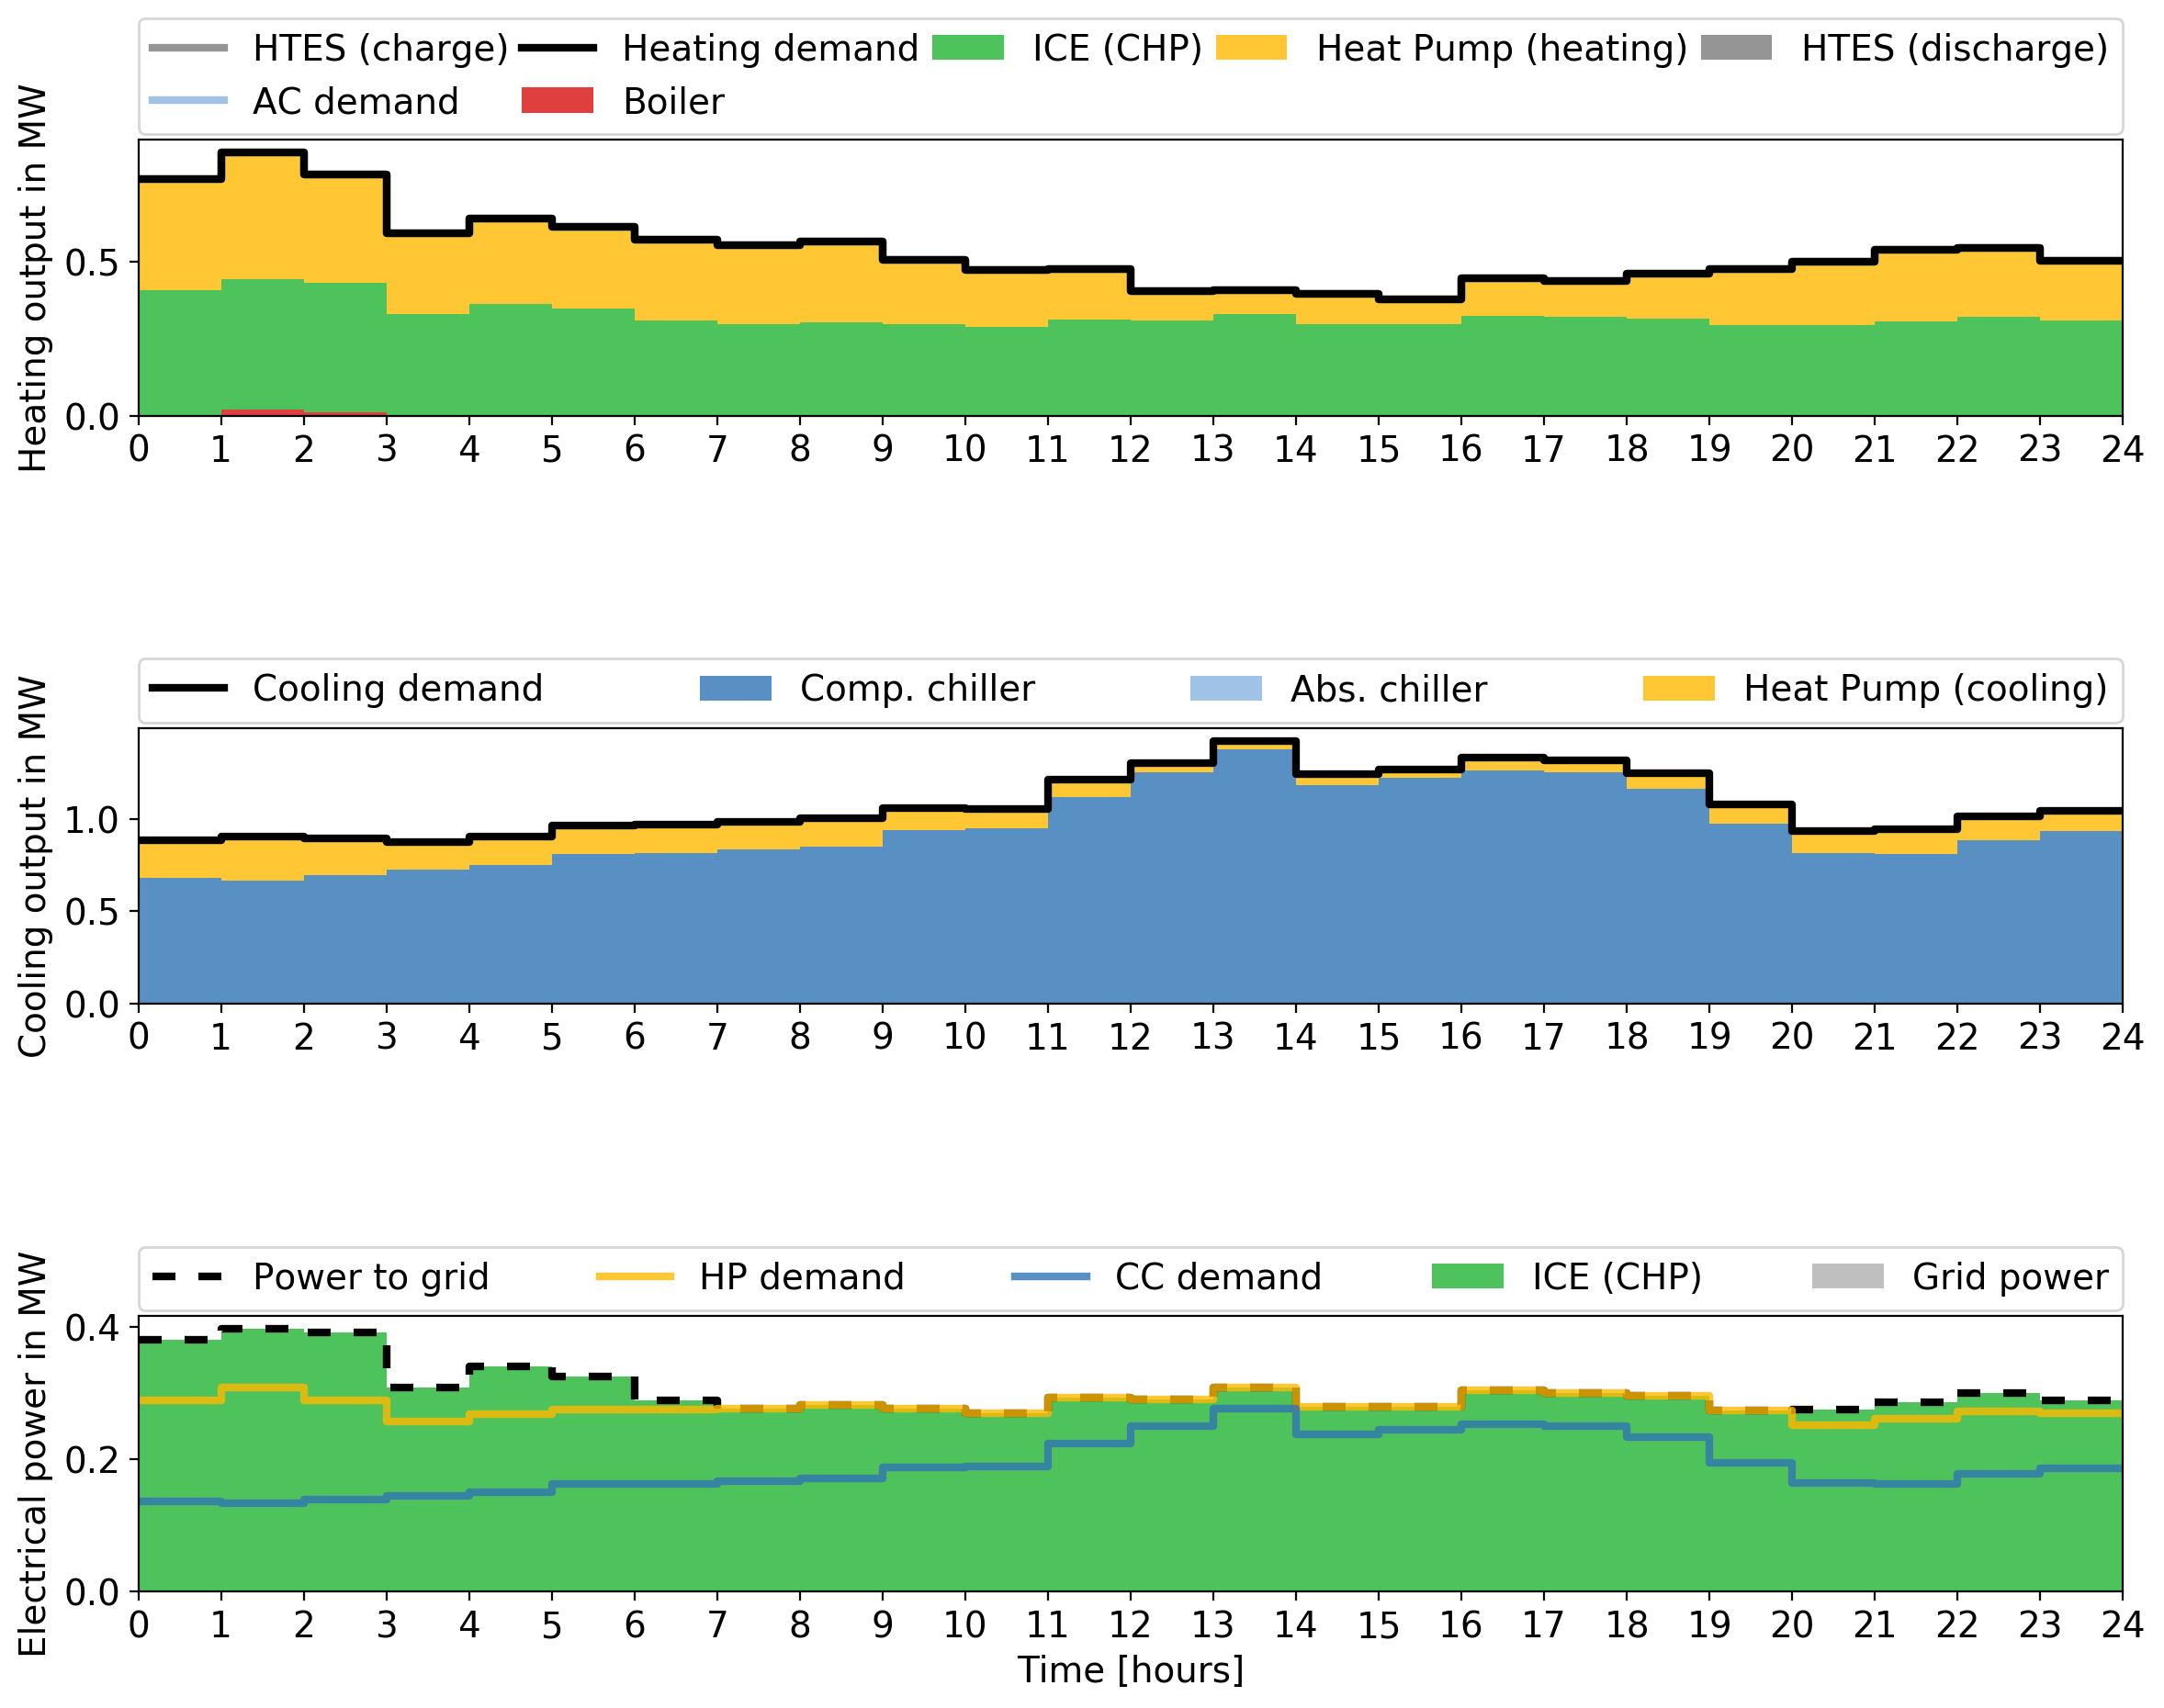 HTES (charge) Heating demand ICE (CHP) Heat Pump (heating) HTES (discharge)
AC demand Boiler
Heating output in MW
0.5
0.0
0 1 2 3 4 5 6 7 8 9 10 11 12 13 14 15 16 17 18 19 20 21 22 23 24
Cooling demand Comp. chiller Abs. chiller Heat Pump (cooling)
Cooling output in MW
1.0
0.5
0.0
0 1 2 3 4 5 6 7 8 9 10 11 12 13 14 15 16 17 18 19 20 21 22 23 24
Power to grid HP demand CC demand ICE (CHP) Grid power
Electrical power in MW
0.4
0.2
0.0
0 1 2 3 4 5 6 7 8 9 10 11 12 13 14 15 16 17 18 19 20 21 22 23 24
Time [hours]